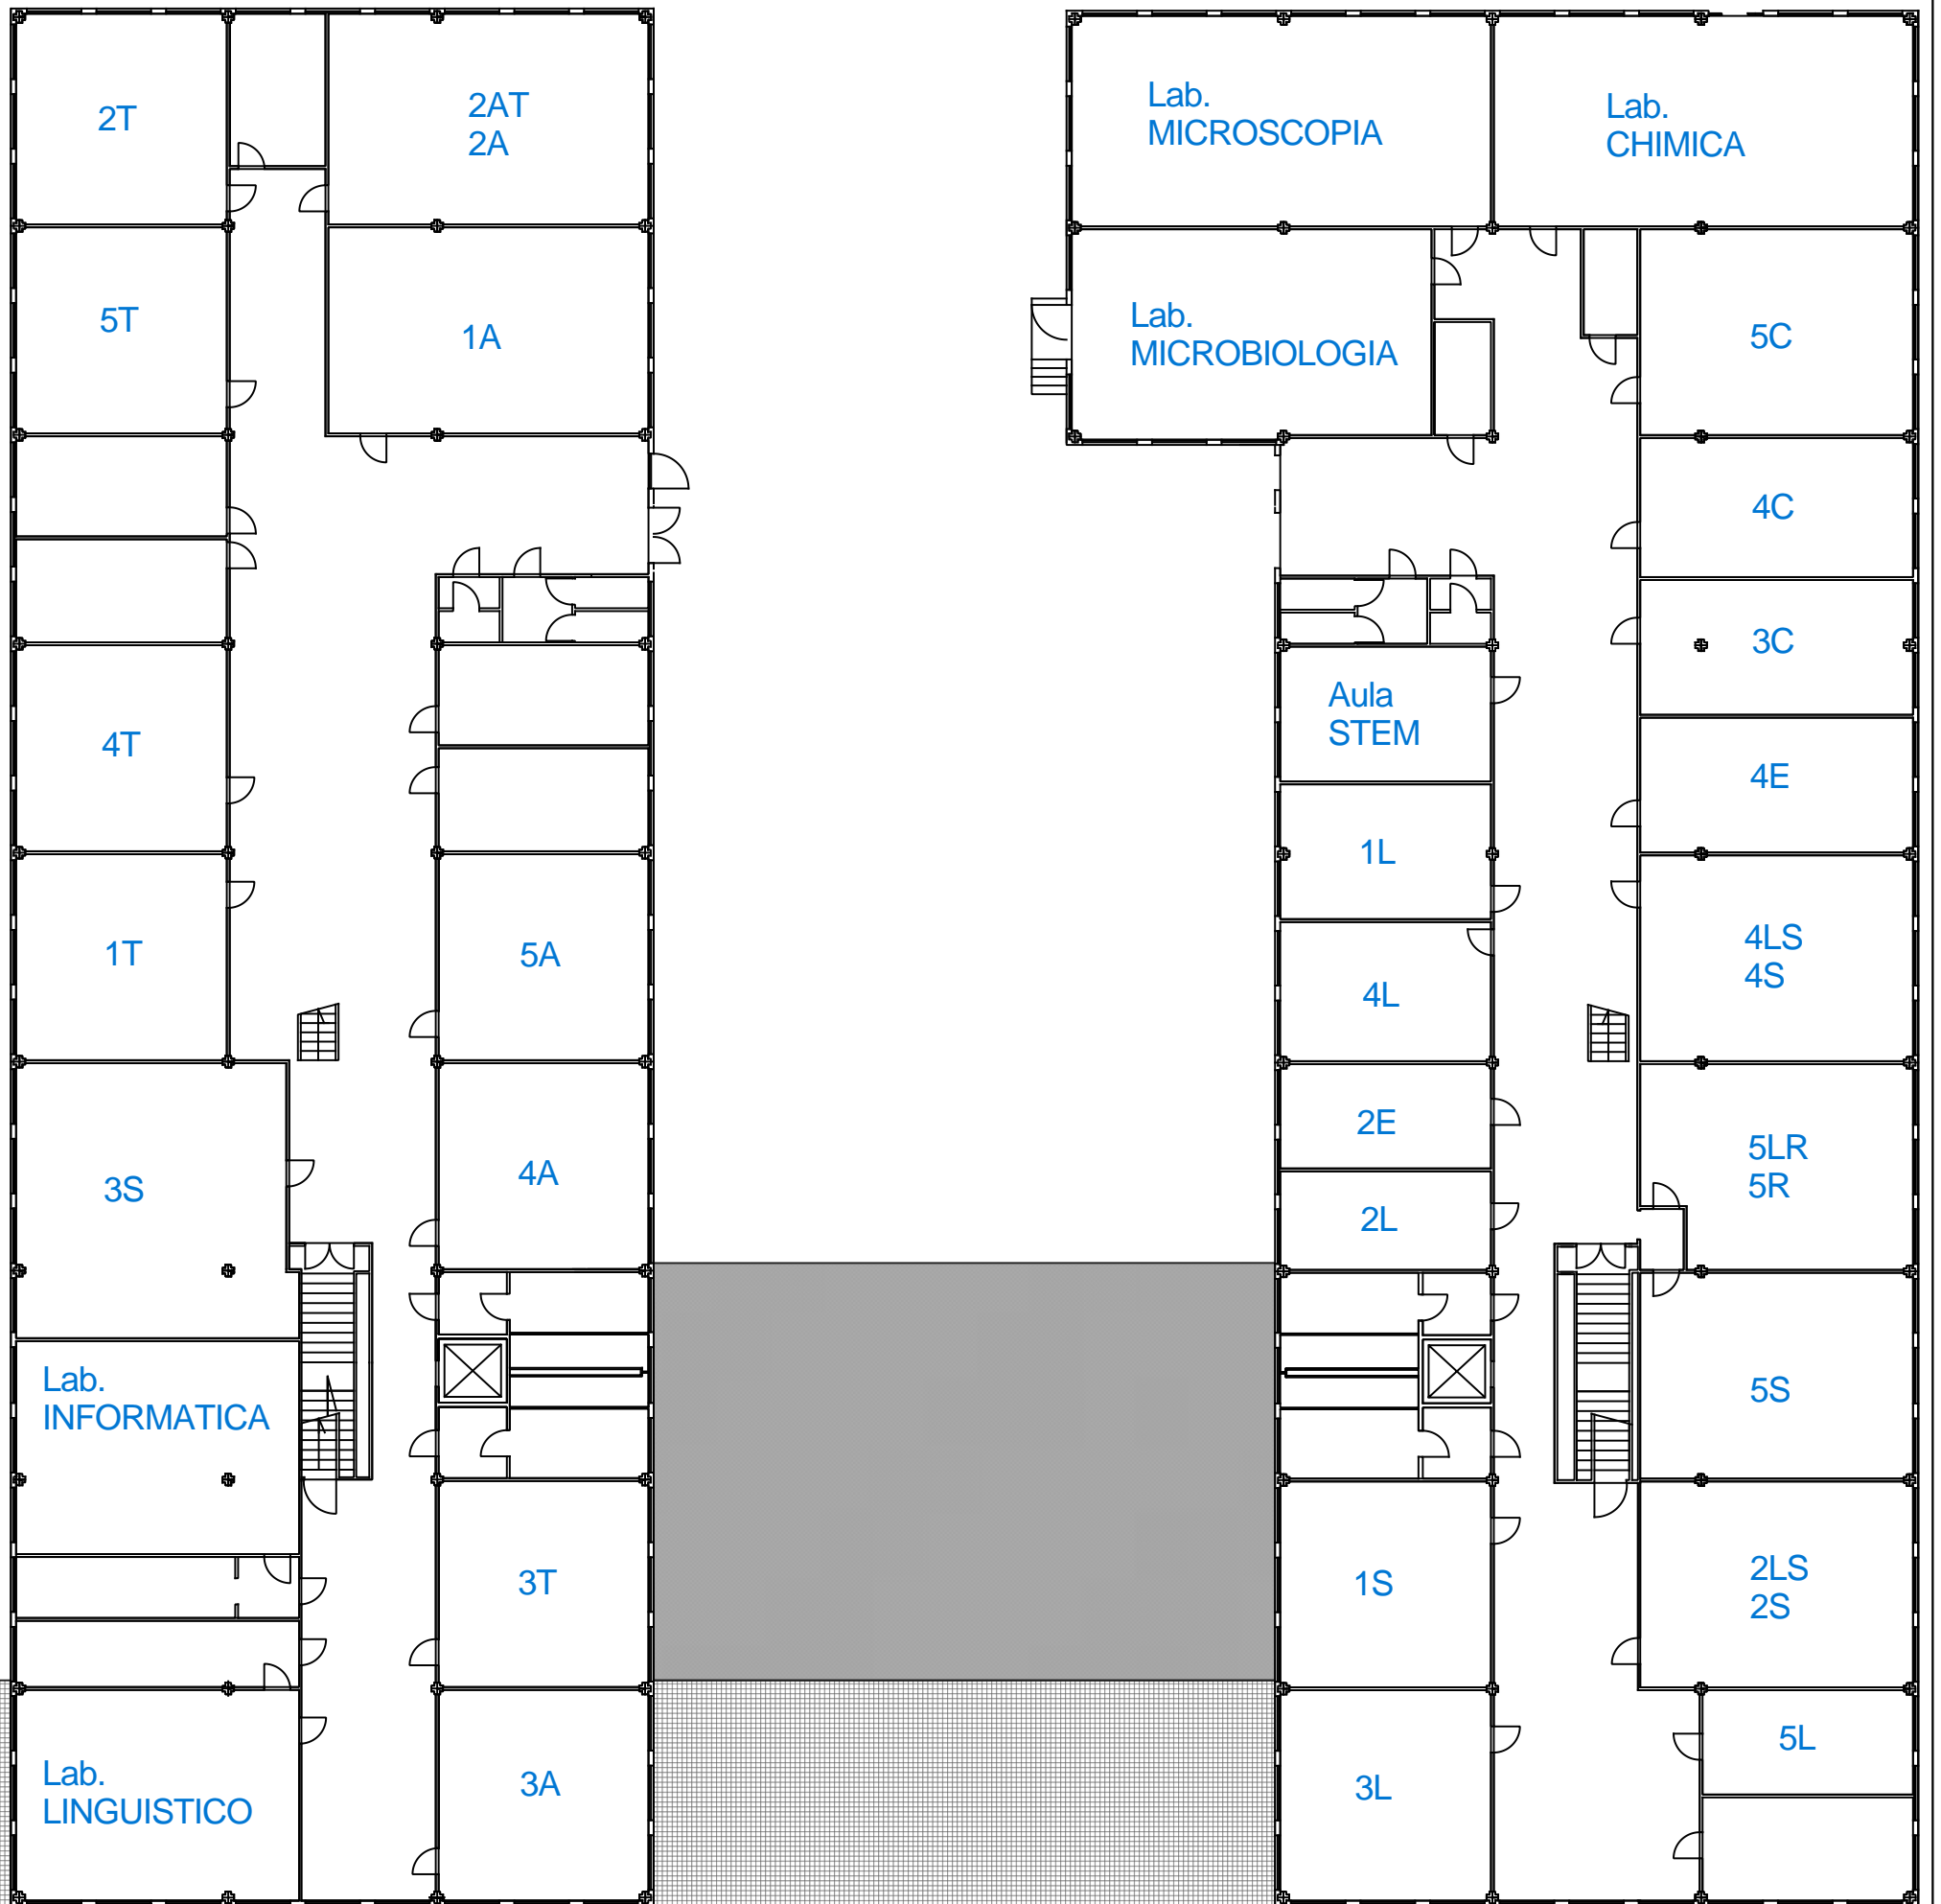 2T
2AT
2A
5T
1A
4T
1T
5A
3S
4A
Lab.
INFORMATICA
3T
Lab.
LINGUISTICO
3A
Lab.
MICROSCOPIA
Lab.
CHIMICA
Lab.
MICROBIOLOGIA
5C
4C
3C
Aula
STEM
4E
1L
4LS
4S
4L
2E
5LR
5R
2L
5S
1S
2LS
2S
5L
3L